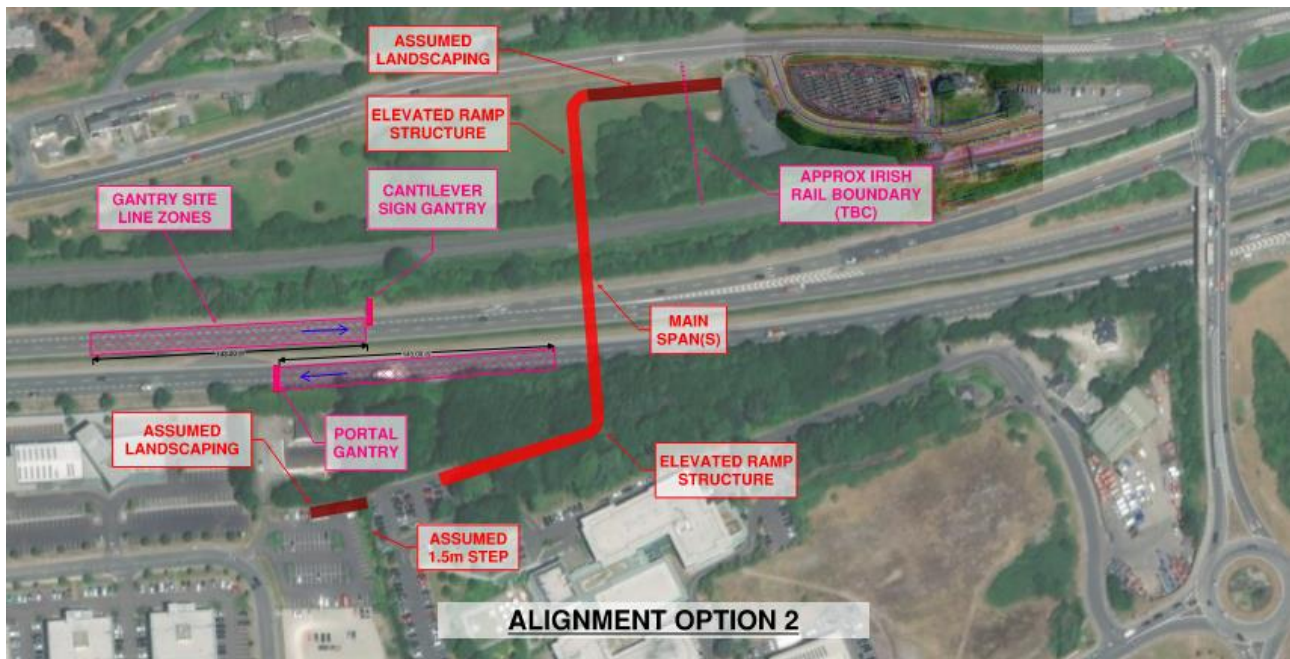 ASSUMED
LANDSCAPING
ELEVATED RAMP
STRUCTURE
CANTILEVER
SIGN GANTRY
GANTRY SITE
LINE ZONES
APPROX IRISH
RAIL BOUNDARY
(TBC)
MAIN
SPAN(S)
ASSUMED
LANDSCAPING
PORTAL
GANTRY
ELEVATED RAMP
STRUCTURE
ASSUMED
1.5m STEP
ALIGNMENT OPTION 2